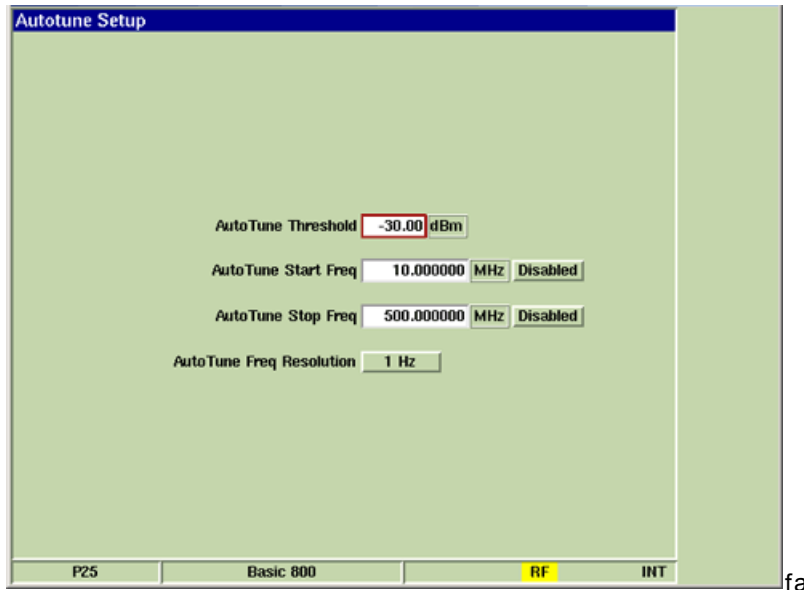 Autotune Setup
AutoTune Threshold -30.00 dBm
AutoTune Start Freq 10.000000 MHz Disabled
AutoTune Stop Freq 500.000000 MHz Disabled
AutoTune Freq Resolution 1 Hz
P25 Basic 800 RF INT
fa